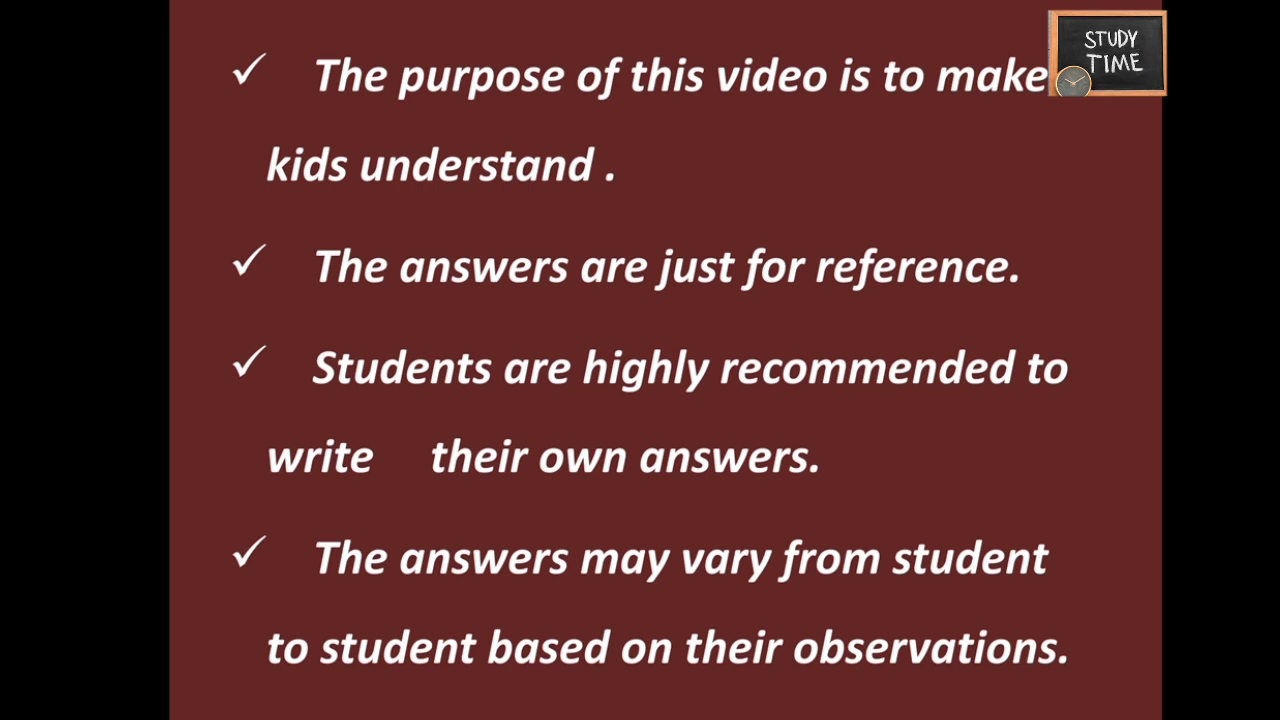 ✓ The purpose of this video is to make
kids understand .
✓ The answers are just for reference.
✓ Students are highly recommended to
write their own answers.
✓ The answers may vary from student
to student based on their observations.
STUDY
TIME